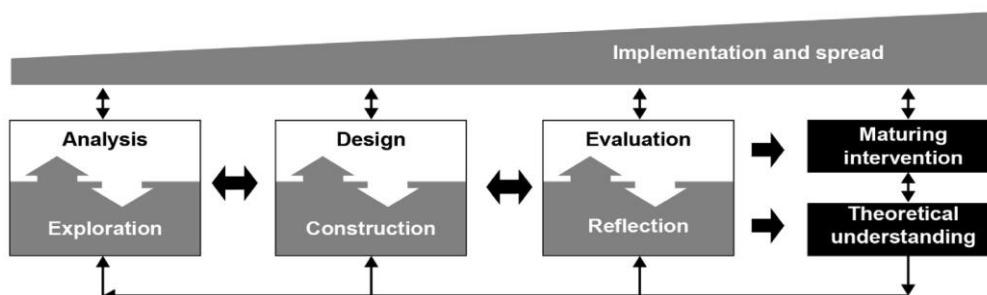 Implementation and spread
Analysis
Exploration
Design
Construction
Evaluation
Reflection
Maturing
intervention
Theoretical
understanding